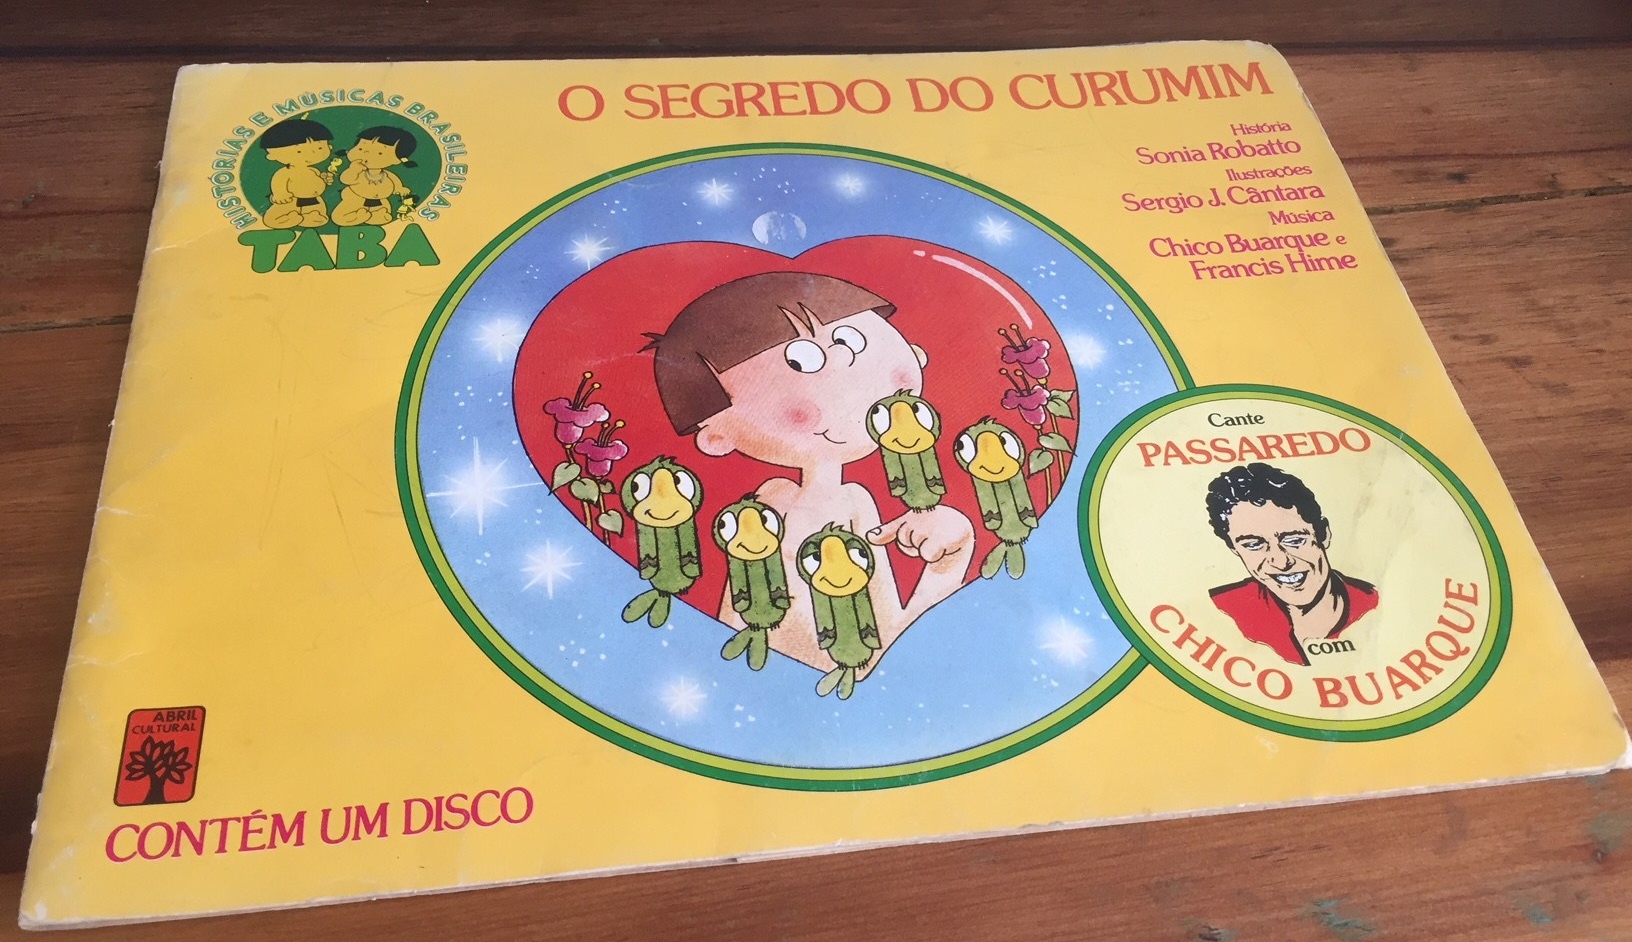 HISTÓRIAS E MÚSICAS BRASILEIRAS
TABA
O SEGREDO DO CURUMIM
História
Sonia Robatto
Ilustrações
Sergio J. Cântara
Música
Chico Buarque e
Francis Hime
Cante
PASSAREDO
com
CHICO BUARQUE
ABRIL
CULTURAL
CONTÉM UM DISCO